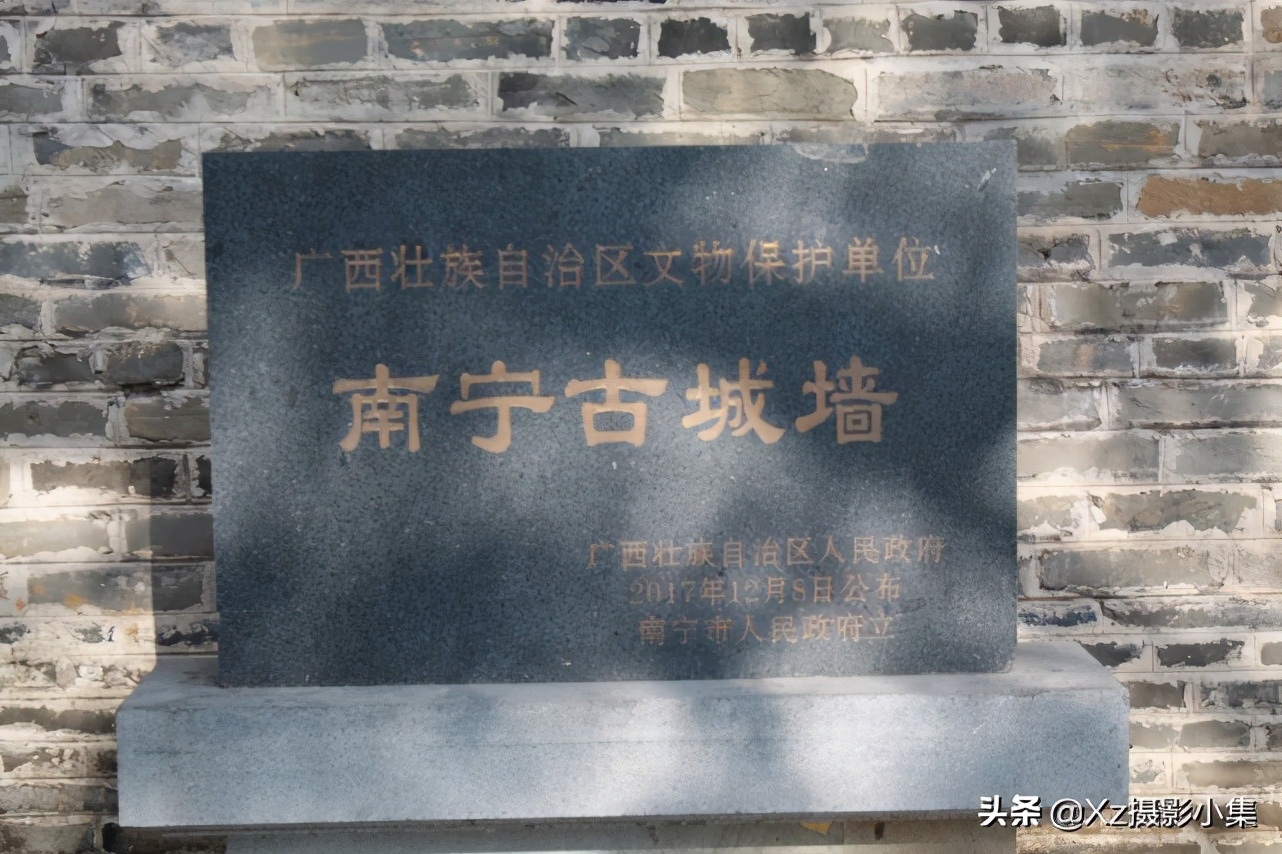 广西壮族自治区文物保护单位
南宁古城墙
广西壮族自治区人民政府
2017年12月8日公布
南宁市人民政府立
头条 @Xz摄影小集